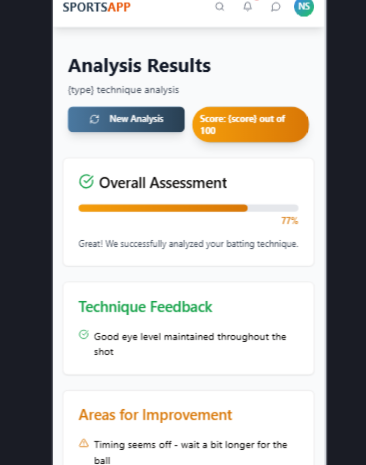 SPORTSAPP
NS
Analysis Results
{type} technique analysis
New Analysis
Score: {score} out of
100
Overall Assessment
77%
Great! We successfully analyzed your batting technique.
Technique Feedback
Good eye level maintained throughout the
shot
Areas for Improvement
Timing seems off - wait a bit longer for the
ball